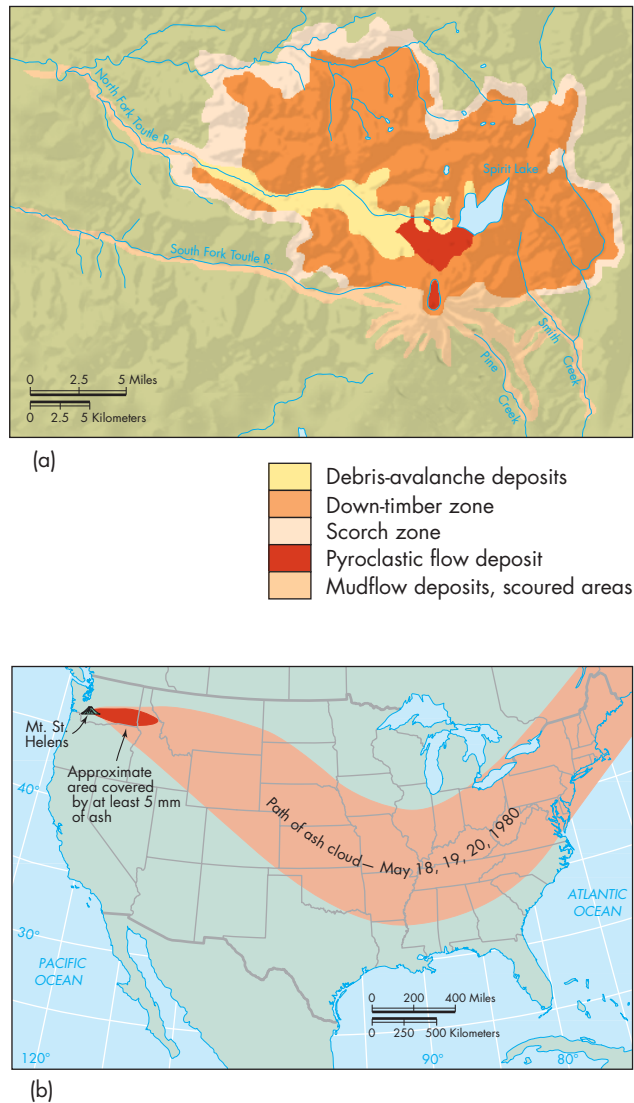 North Fork Toutle R.
Spirit Lake
South Fork Toutle R.
Smith Creek
Pine Creek
0 2.5 5 Miles
0 2.5 5 Kilometers
(a)
Debris-avalanche deposits
Down-timber zone
Scorch zone
Pyroclastic flow deposit
Mudflow deposits, scoured areas
Mt. St.
Helens
Approximate
area covered
by at least 5 mm
of ash
40°
Path of ash cloud— May 18, 19, 20, 1980
ATLANTIC
OCEAN
30°
PACIFIC
OCEAN
0 200 400 Miles
0 250 500 Kilometers
120°
90°
80°
(b)